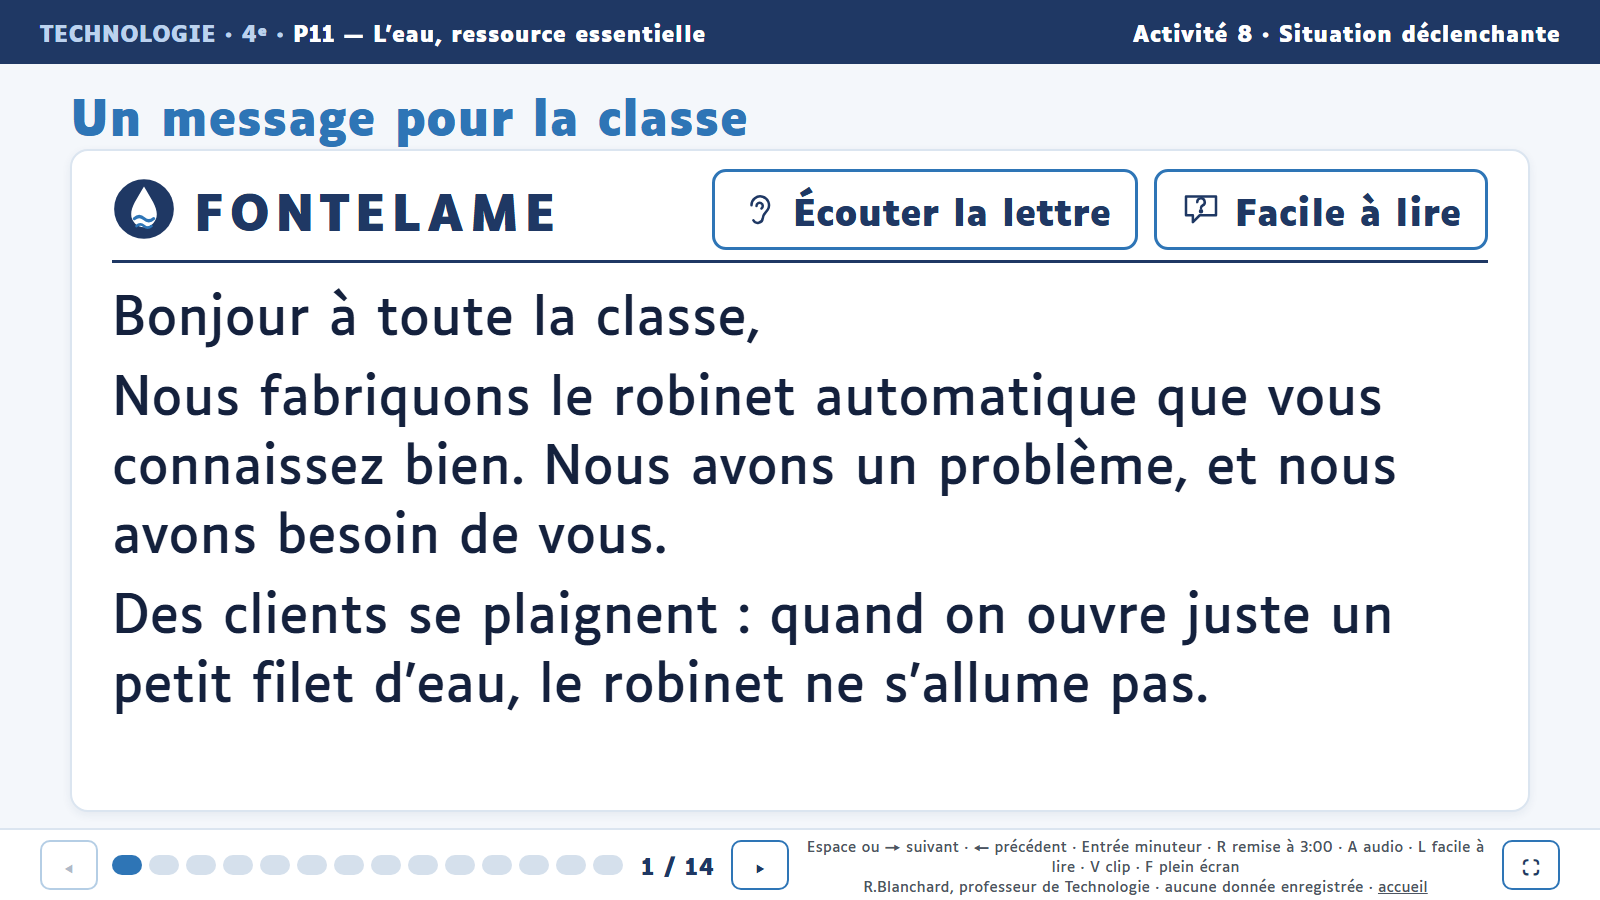 TECHNOLOGIE · 4e · P11 — L'eau, ressource essentielle
Activité 8 · Situation déclenchante
Un message pour la classe
FONTELAME
Écouter la lettre
Facile à lire
Bonjour à toute la classe,
Nous fabriquons le robinet automatique que vous
connaissez bien. Nous avons un problème, et nous
avons besoin de vous.
Des clients se plaignent : quand on ouvre juste un
petit filet d'eau, le robinet ne s'allume pas.
1 / 14
Espace ou → suivant · ← précédent · Entrée minuteur · R remise à 3:00 · A audio · L facile à
lire · V clip · F plein écran
R.Blanchard, professeur de Technologie · aucune donnée enregistrée · accueil